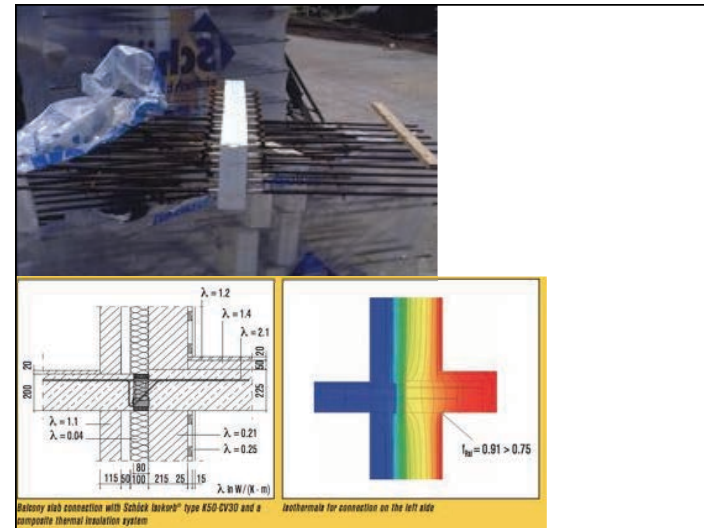 Schöck
λ = 1.2
λ = 1.4
λ = 2.1
20
200
20
50
225
λ = 1.1
λ = 0.04
λ = 0.21
λ = 0.25
80
115 50 100 215 25 15
λ in W/(K · m)
Balcony slab connection with Schöck Isokorb® type K50-CV30 and a
composite thermal insulation system
fRsi = 0.91 > 0.75
Isothermals for connection on the left side